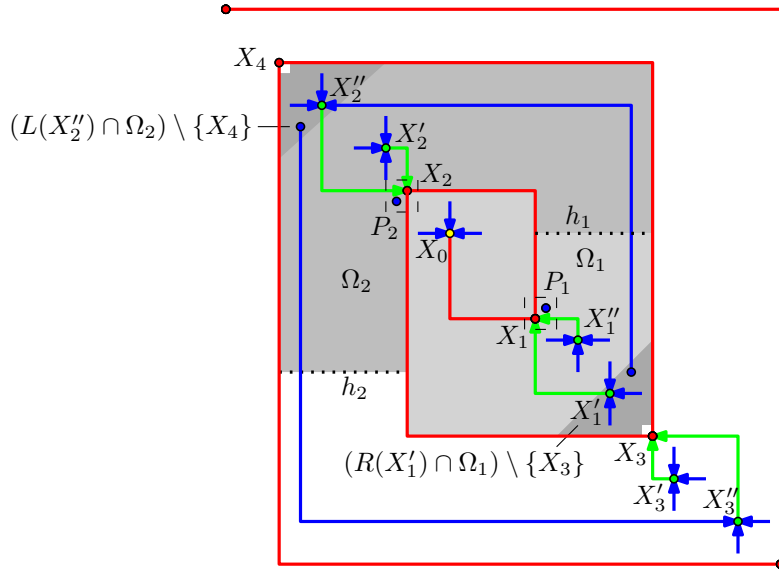 X₄
X₂″
(L(X₂″) ∩ Ω₂) \ {X₄}
X₂′
X₂
P₂
h₁
X₀
Ω₁
Ω₂
P₁
X₁
X₁″
h₂
X₁′
X₃
(R(X₁′) ∩ Ω₁) \ {X₃}
X₃′
X₃″